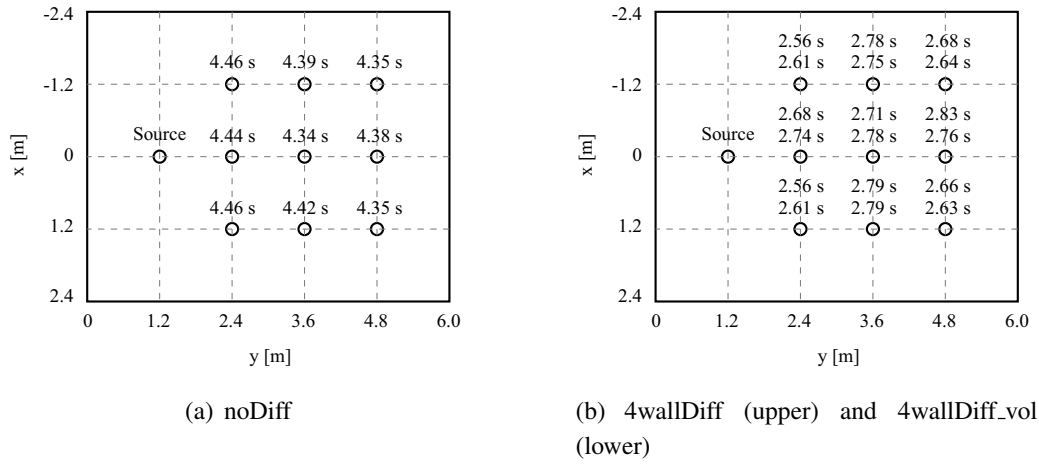 -2.4
4.46 s 4.39 s 4.35 s
-1.2
Source 4.44 s 4.34 s 4.38 s
0
4.46 s 4.42 s 4.35 s
1.2
2.4
0 1.2 2.4 3.6 4.8 6.0
x [m]
y [m]
(a) noDiff
-2.4
2.56 s 2.78 s 2.68 s
2.61 s 2.75 s 2.64 s
-1.2
2.68 s 2.71 s 2.83 s
Source 2.74 s 2.78 s 2.76 s
0
2.56 s 2.79 s 2.66 s
2.61 s 2.79 s 2.63 s
1.2
2.4
0 1.2 2.4 3.6 4.8 6.0
x [m]
y [m]
(b) 4wallDiff (upper) and 4wallDiff_vol
(lower)